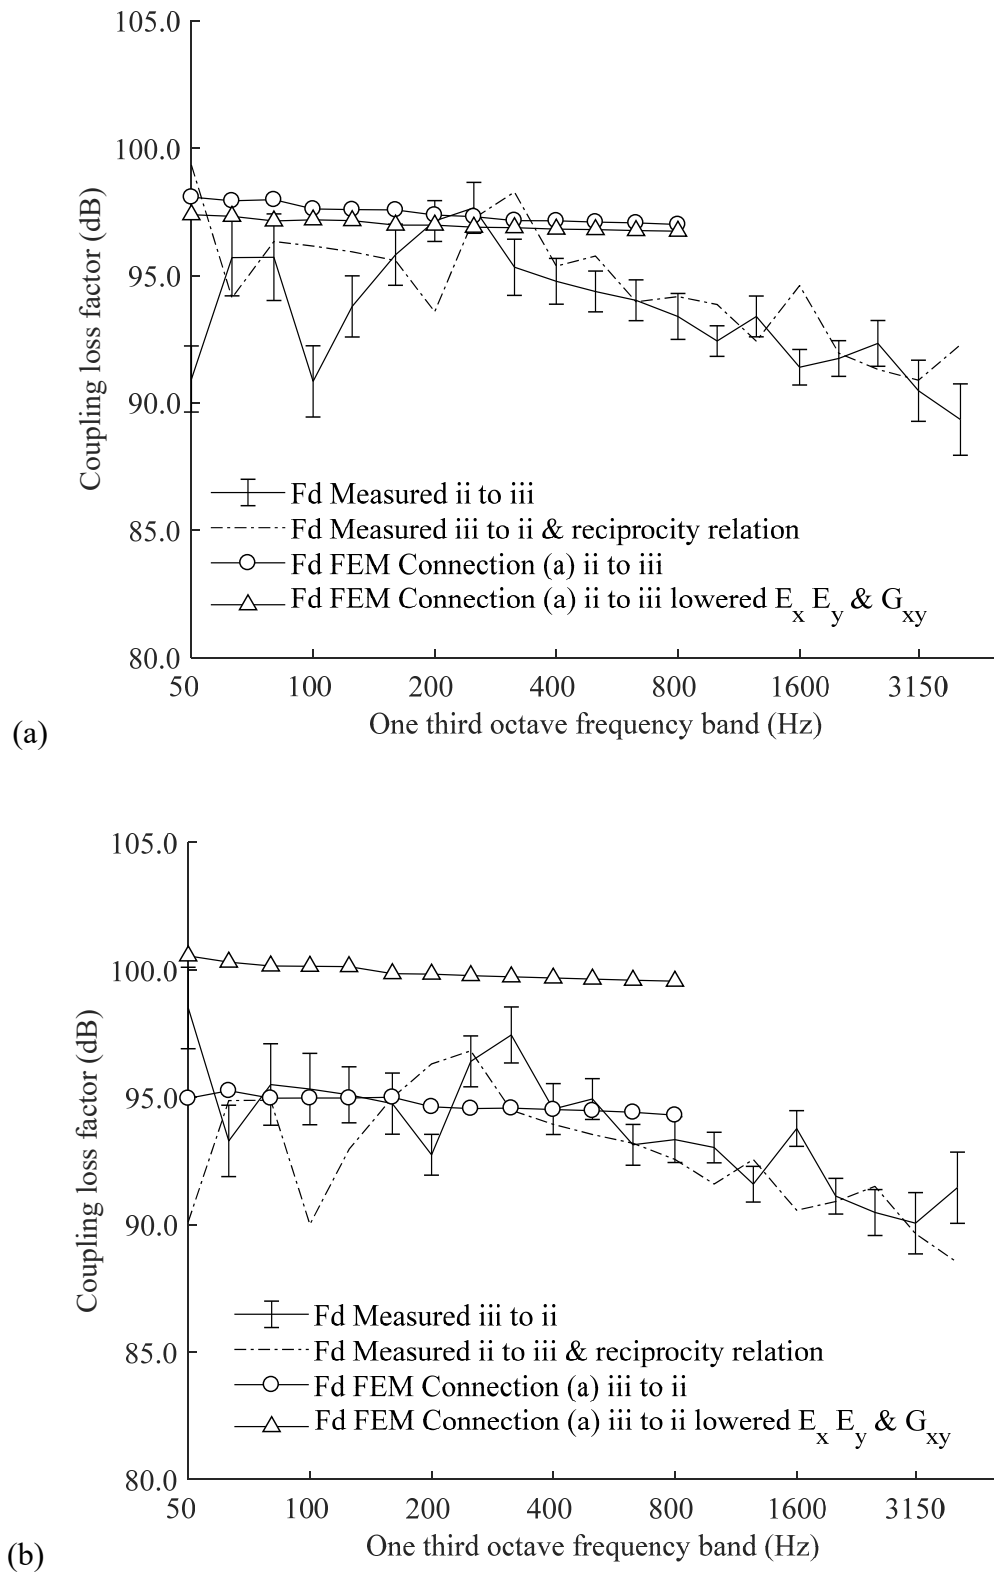 105.0
100.0
95.0
90.0
85.0
80.0
Coupling loss factor (dB)
Fd Measured ii to iii
Fd Measured iii to ii & reciprocity relation
Fd FEM Connection (a) ii to iii
Fd FEM Connection (a) ii to iii lowered Ex Ey & Gxy
50 100 200 400 800 1600 3150
One third octave frequency band (Hz)
(a)
105.0
100.0
95.0
90.0
85.0
80.0
Coupling loss factor (dB)
Fd Measured iii to ii
Fd Measured ii to iii & reciprocity relation
Fd FEM Connection (a) iii to ii
Fd FEM Connection (a) iii to ii lowered Ex Ey & Gxy
50 100 200 400 800 1600 3150
One third octave frequency band (Hz)
(b)